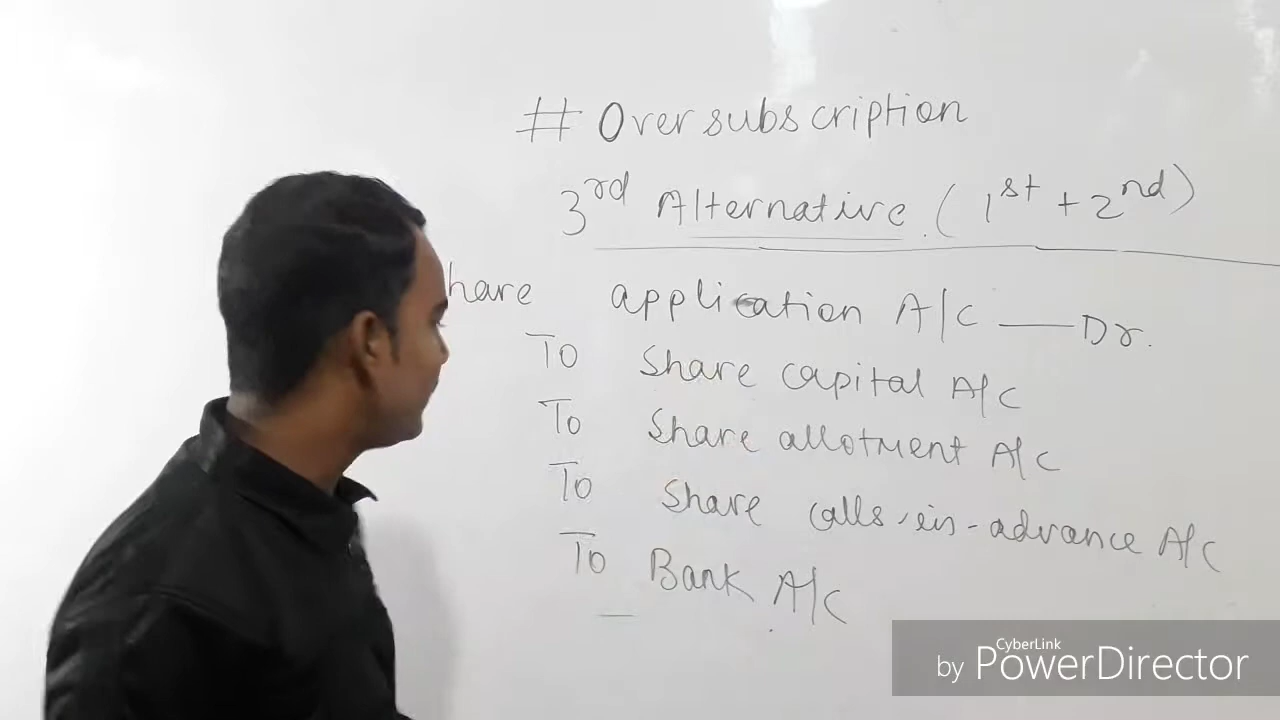 # Oversubscription
3rd Alternative (1st + 2nd)
hare application A/C — Dr.
To Share capital A/C
To Share allotment A/C
To Share calls-in-advance A/C
To Bank A/C
CyberLink
by PowerDirector